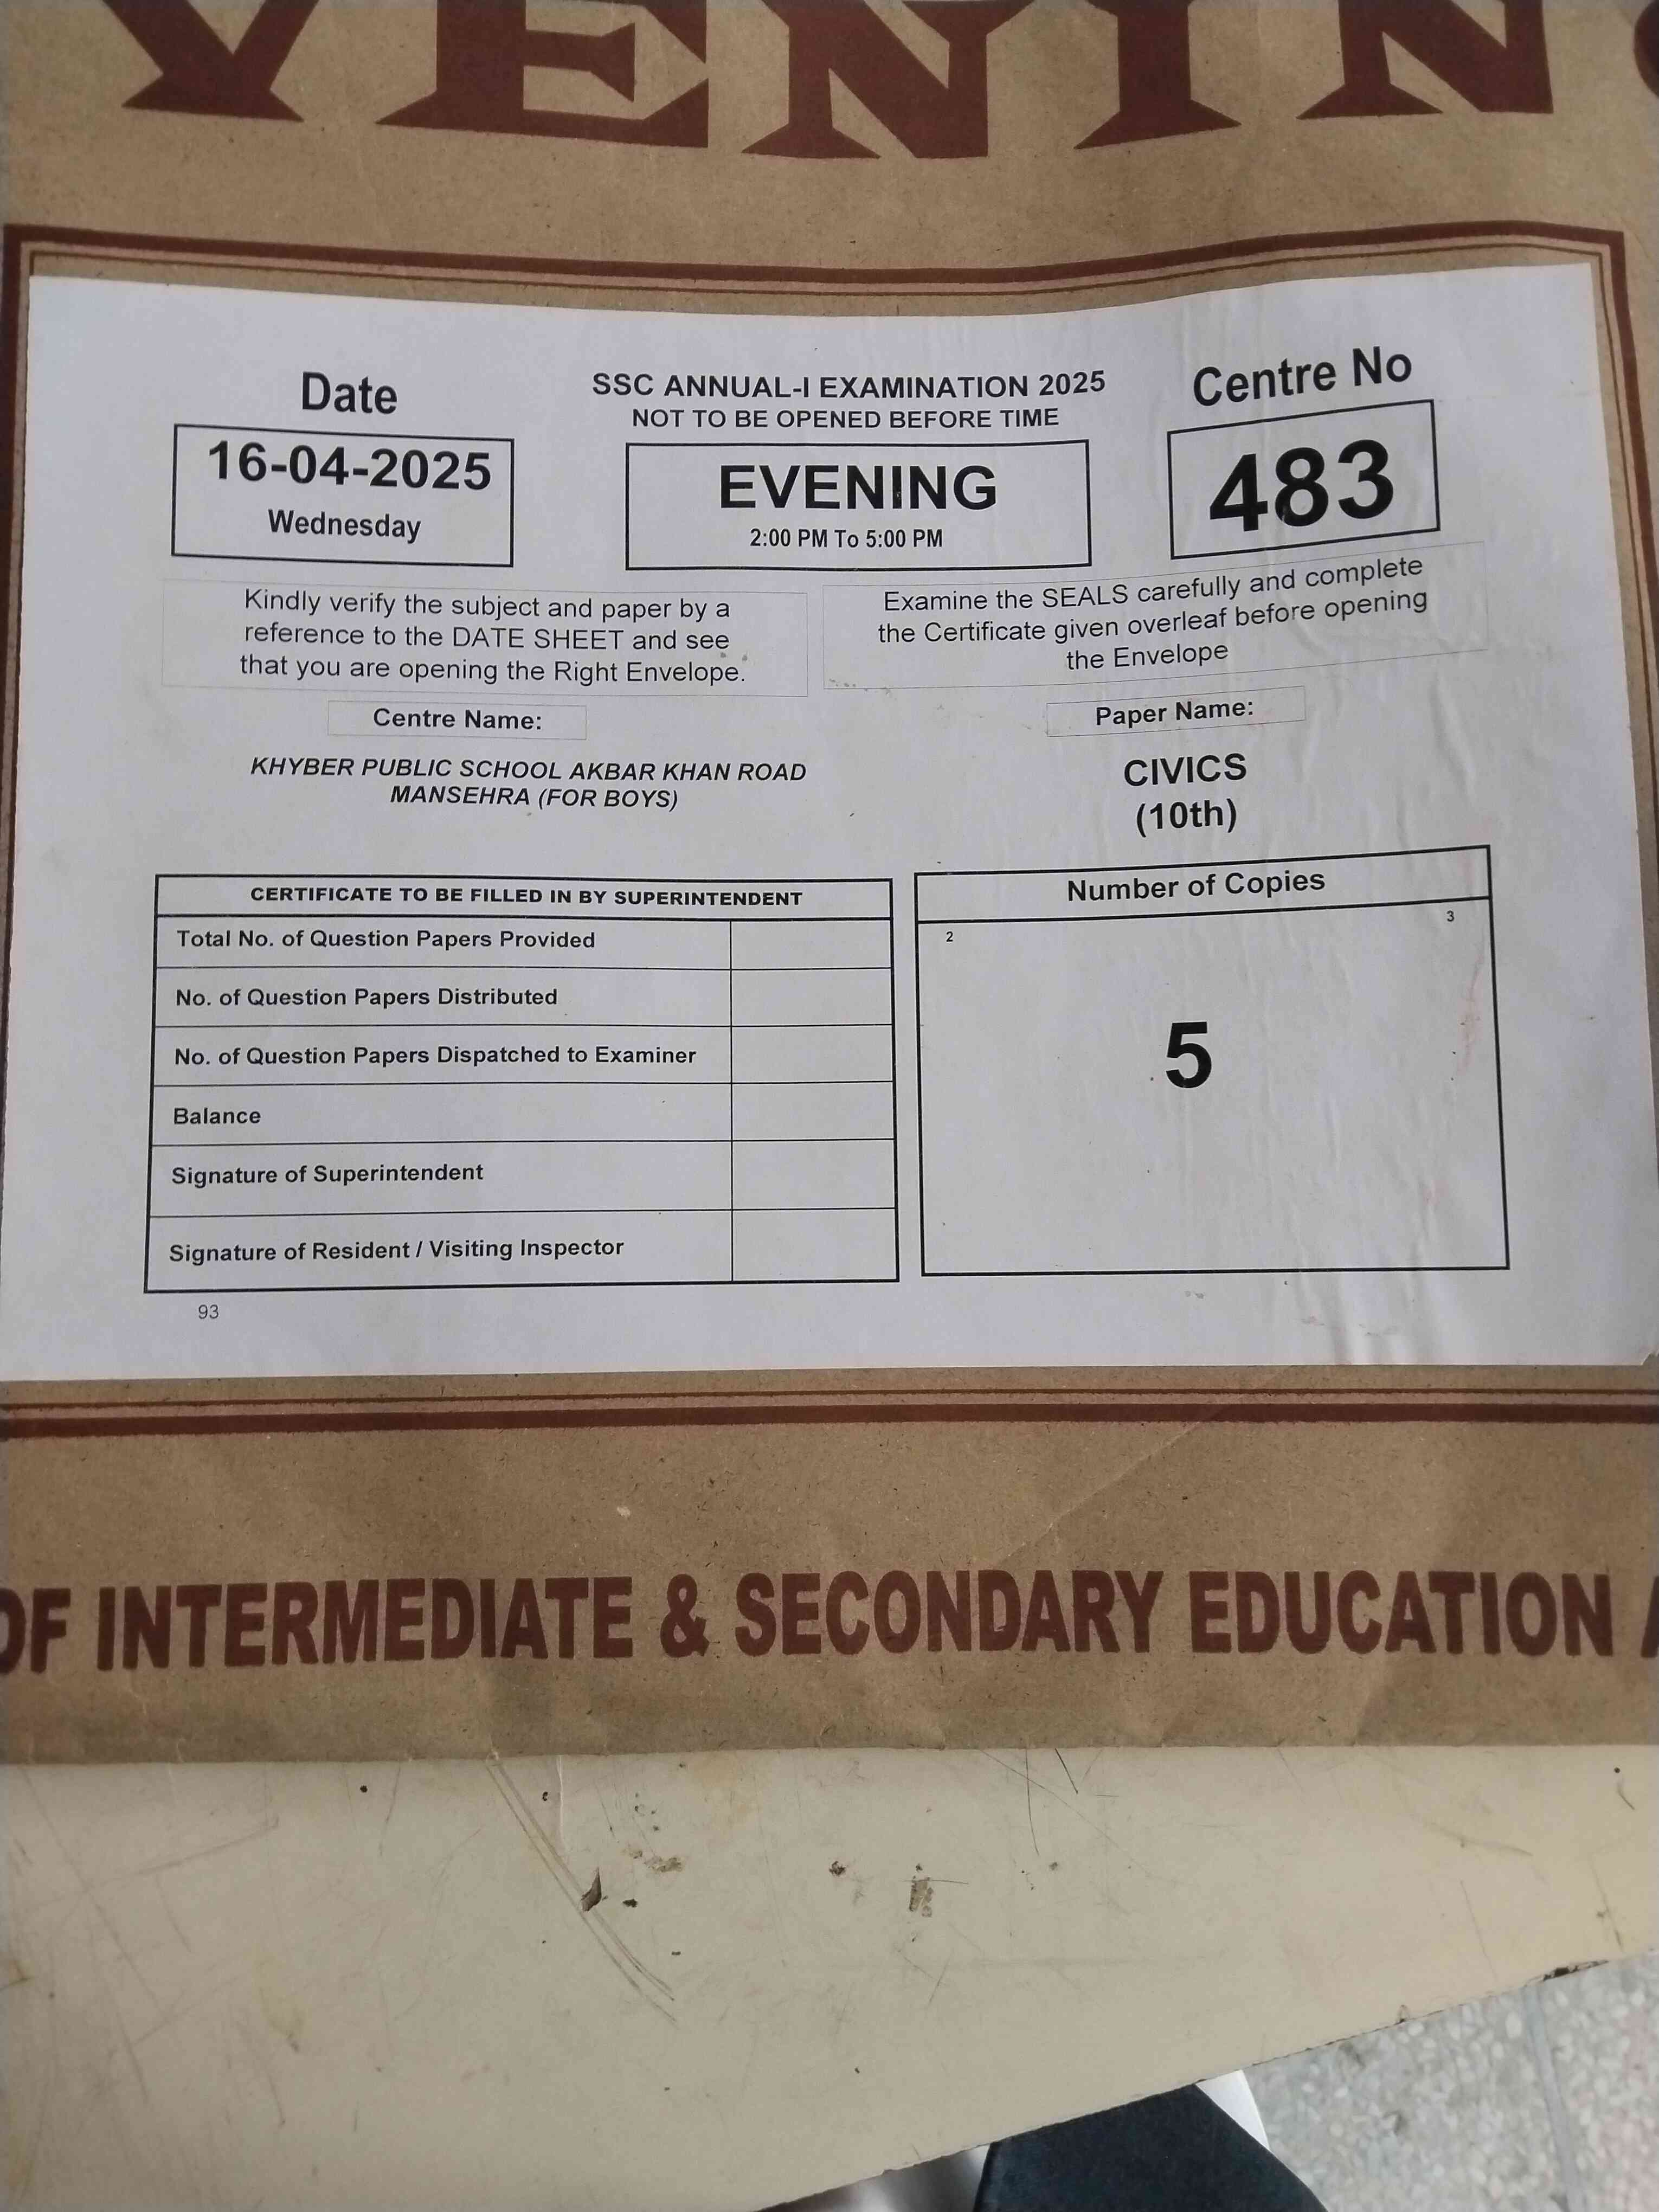 VENIN
Date
16-04-2025
Wednesday
SSC ANNUAL-I EXAMINATION 2025
NOT TO BE OPENED BEFORE TIME
EVENING
2:00 PM To 5:00 PM
Centre No
483
Kindly verify the subject and paper by a
reference to the DATE SHEET and see
that you are opening the Right Envelope.
Examine the SEALS carefully and complete
the Certificate given overleaf before opening
the Envelope
Centre Name:
KHYBER PUBLIC SCHOOL AKBAR KHAN ROAD
MANSEHRA (FOR BOYS)
Paper Name:
CIVICS
(10th)
CERTIFICATE TO BE FILLED IN BY SUPERINTENDENT
Total No. of Question Papers Provided
No. of Question Papers Distributed
No. of Question Papers Dispatched to Examiner
Balance
Signature of Superintendent
Signature of Resident / Visiting Inspector
Number of Copies
2
3
5
93
OF INTERMEDIATE & SECONDARY EDUCATION A